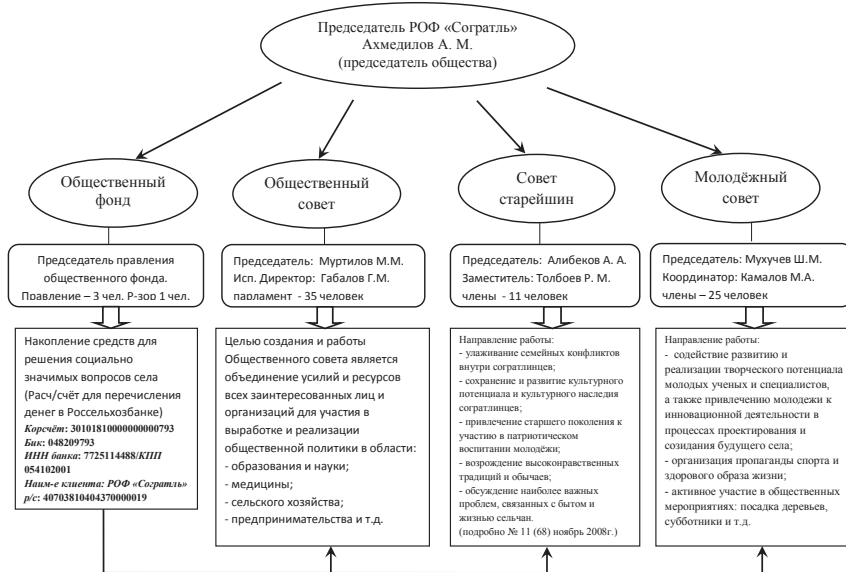 Председатель РОФ «Согратль»
Ахмедилов А. М.
(председатель общества)
Общественный
фонд
Общественный
совет
Совет
старейшин
Молодёжный
совет
Председатель правления
общественного фонда.
Правление – 3 чел. Р-зор 1 чел.
Председатель: Муртилов М.М.
Исп. Директор: Габалов Г.М.
парламент - 35 человек
Председатель: Алибеков А. А.
Заместитель: Толбоев Р. М.
члены - 11 человек
Председатель: Мухучев Ш.М.
Координатор: Камалов М.А.
члены – 25 человек
Накопление средств для
решения социально
значимых вопросов села
(Расч/счёт для перечисления
денег в Россельхозбанке)
Корсчёт: 30101810000000000793
Бик: 048209793
ИНН банка: 7725114488/КПП
054102001
Наим-е клиента: РОФ «Согратль»
р/с: 40703810404370000019
Целью создания и работы
Общественного совета является
объединение усилий и ресурсов
всех заинтересованных лиц и
организаций для участия в
выработке и реализации
общественной политики в области:
- образования и науки;
- медицины;
- сельского хозяйства;
- предпринимательства и т.д.
Направление работы:
- улаживание семейных конфликтов
внутри согратлинцев;
- сохранение и развитие культурного
потенциала и культурного наследия
согратлинцев;
- привлечение старшего поколения к
участию в патриотическом
воспитании молодёжи;
- возрождение высоконравственных
традиций и обычаев;
- обсуждение наиболее важных
проблем, связанных с бытом и
жизнью сельчан.
(подробно № 11 (68) ноябрь 2008г.)
Направление работы:
- содействие развитию и
реализации творческого потенциала
молодых ученых и специалистов,
а также привлечению молодежи к
инновационной деятельности в
процессах проектирования и
созидания будущего села;
- организация пропаганды спорта и
здорового образа жизни;
- активное участие в общественных
мероприятиях: посадка деревьев,
субботники и т.д.